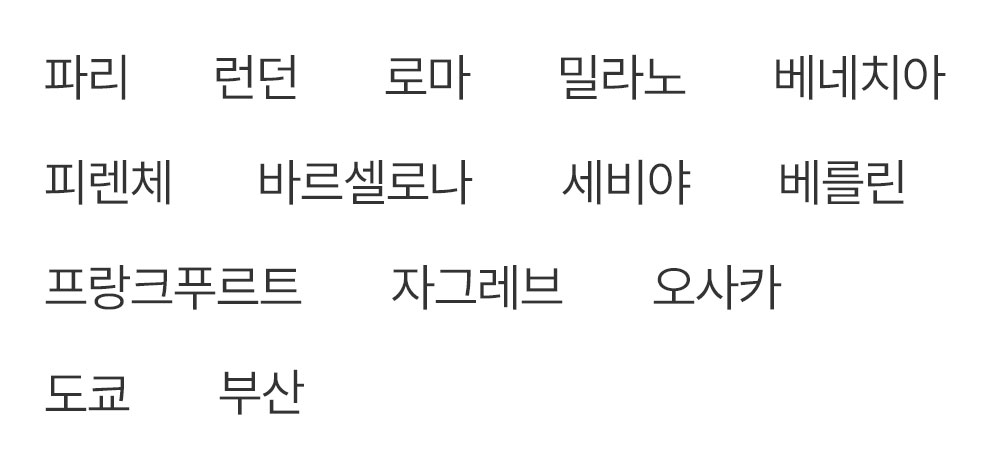 파리 런던 로마 밀라노 베네치아
피렌체 바르셀로나 세비야 베를린
프랑크푸르트 자그레브 오사카
도쿄 부산